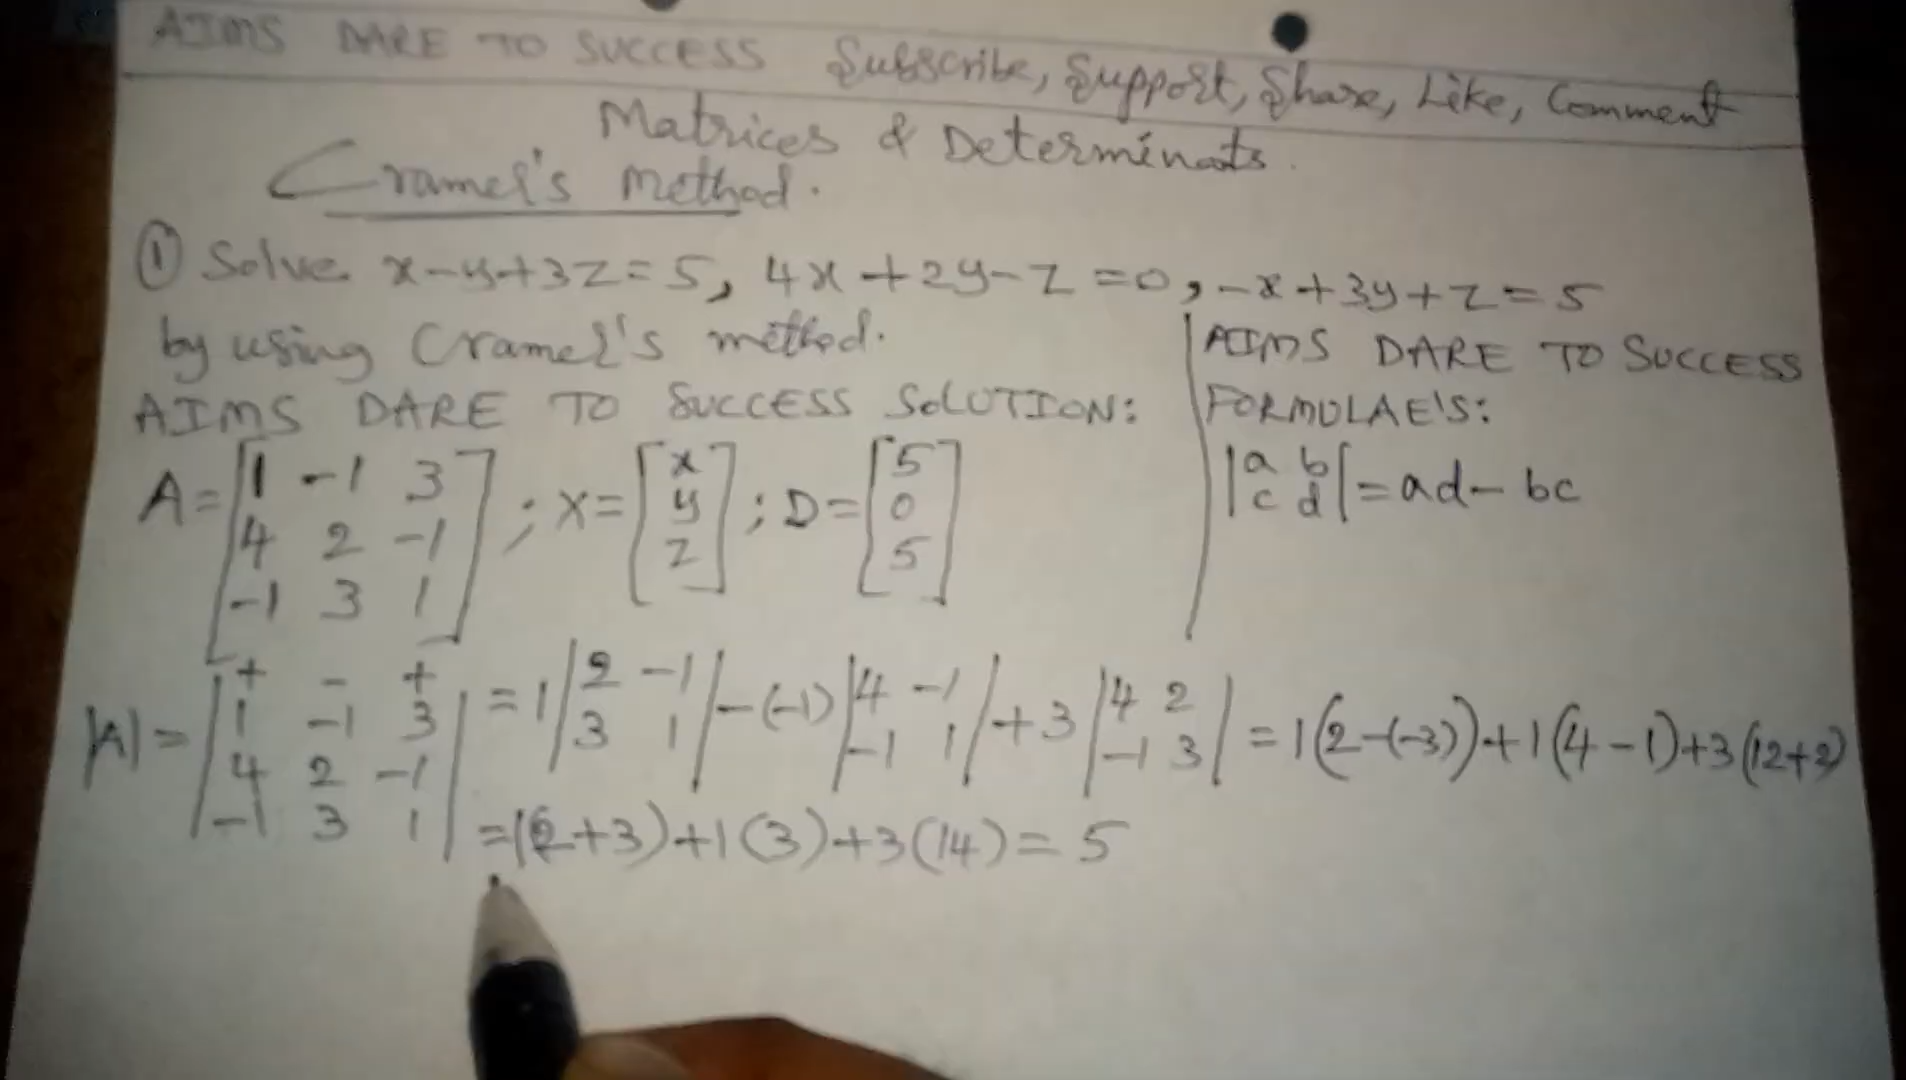 AIMS DARE TO SUCCESS Subscribe, Support, Share, Like, Comment
Matrices & Determinats.
Cramer's Method.
① Solve x-y+3z=5, 4x+2y-z=0, -x+3y+z=5
by using Cramer's method.
AIMS DARE TO SUCCESS SOLUTION:
A = [1 -1 3; 4 2 -1; -1 3 1] ; X = [x; y; z] ; D = [5; 0; 5]
AIMS DARE TO SUCCESS
FORMULAE'S:
|a b; c d| = ad - bc
+ - +
|A| = |1 -1 3; 4 2 -1; -1 3 1| = 1|2 -1; 3 1| -(-1)|4 -1; -1 1| +3|4 2; -1 3| = 1(2-(-3))+1(4-1)+3(12+2)
=1(2+3)+1(3)+3(14)= 5